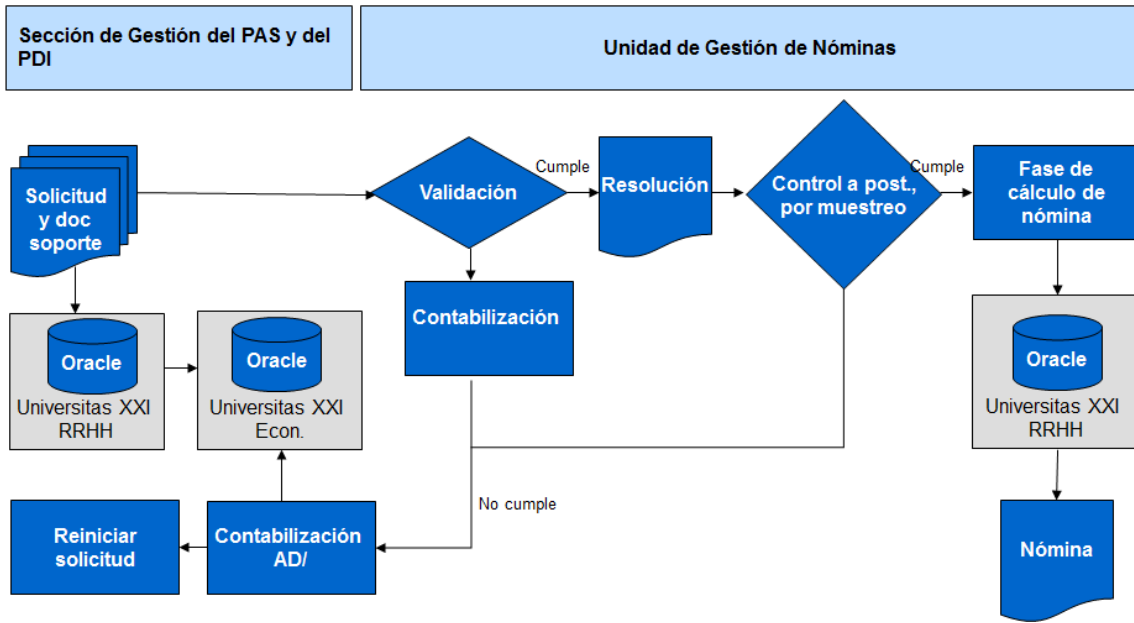 Sección de Gestión del PAS y del
PDI
Unidad de Gestión de Nóminas
Solicitud
y doc
soporte
Validación
Cumple
Resolución
Control a post.,
por muestreo
Cumple
Fase de
cálculo de
nómina
Contabilización
Oracle
Universitas XXI
RRHH
Oracle
Universitas XXI
Econ.
Oracle
Universitas XXI
RRHH
No cumple
Reiniciar
solicitud
Contabilización
AD/
Nómina